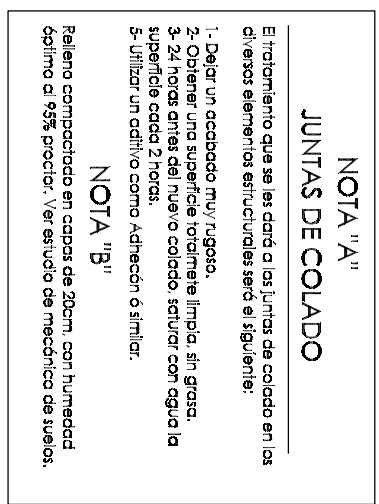 NOTA "A"
JUNTAS DE COLADO
El tratamiento que se les dará a las juntas de colado en los
diversos elementos estructurales será el siguiente:
1- Dejar un acabado muy rugoso.
2- Obtener una superficie totalmete limpia, sin grasa.
3- 24 horas antes del nuevo colado, saturar con agua la
superficie cada 2 horas.
5- Utilizar un aditivo como Adhecón ó similar.
NOTA "B"
Relleno compactado en capas de 20cm, con humedad
óptima al 95% proctor. Ver estudio de mecánica de suelos.